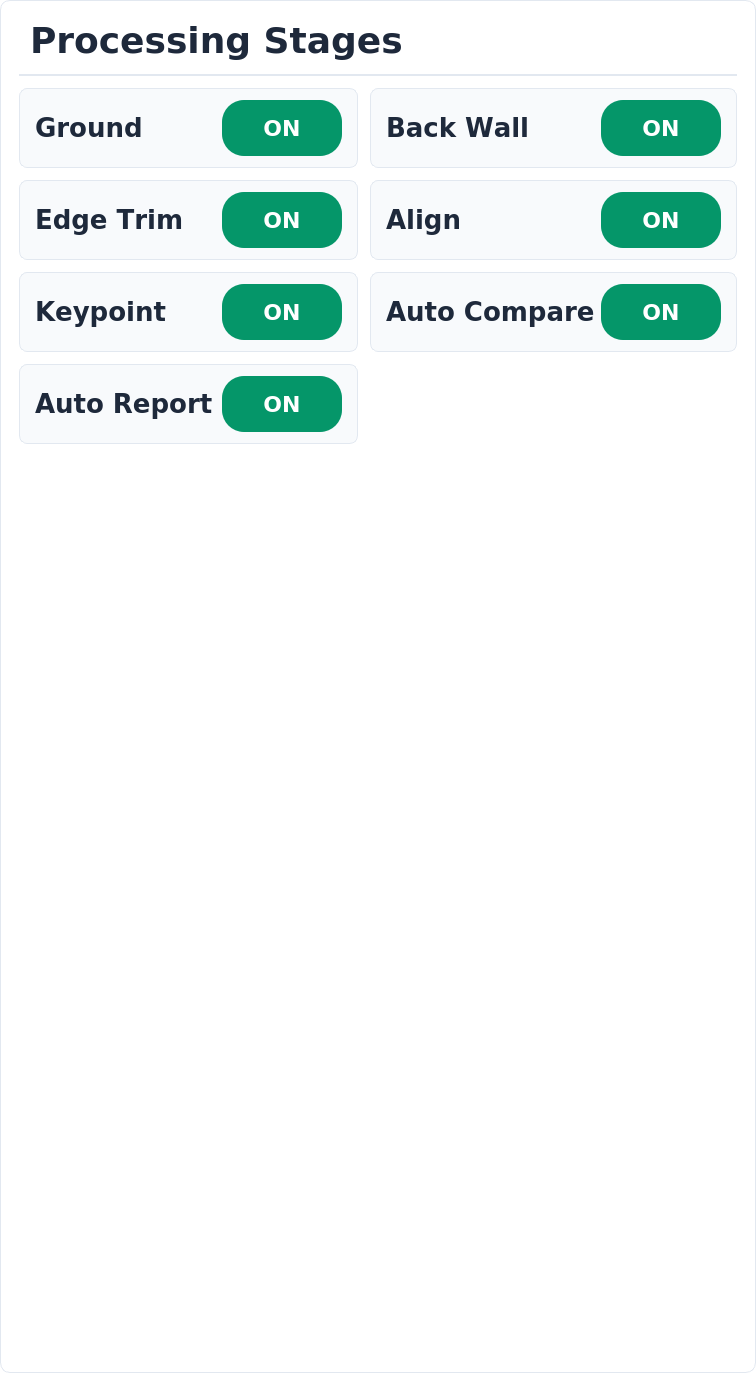 Processing Stages
Ground ON
Back Wall ON
Edge Trim ON
Align ON
Keypoint ON
Auto Compare ON
Auto Report ON